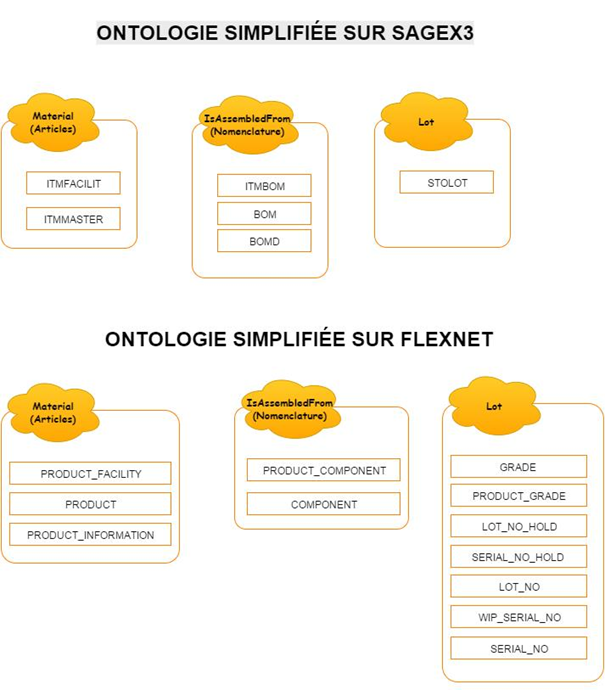 ONTOLOGIE SIMPLIFIÉE SUR SAGEX3
Material
(Articles)
ITMFACILIT
ITMMASTER
IsAssembledFrom
(Nomenclature)
ITMBOM
BOM
BOMD
Lot
STOLOT
ONTOLOGIE SIMPLIFIÉE SUR FLEXNET
Material
(Articles)
PRODUCT_FACILITY
PRODUCT
PRODUCT_INFORMATION
IsAssembledFrom
(Nomenclature)
PRODUCT_COMPONENT
COMPONENT
Lot
GRADE
PRODUCT_GRADE
LOT_NO_HOLD
SERIAL_NO_HOLD
LOT_NO
WIP_SERIAL_NO
SERIAL_NO